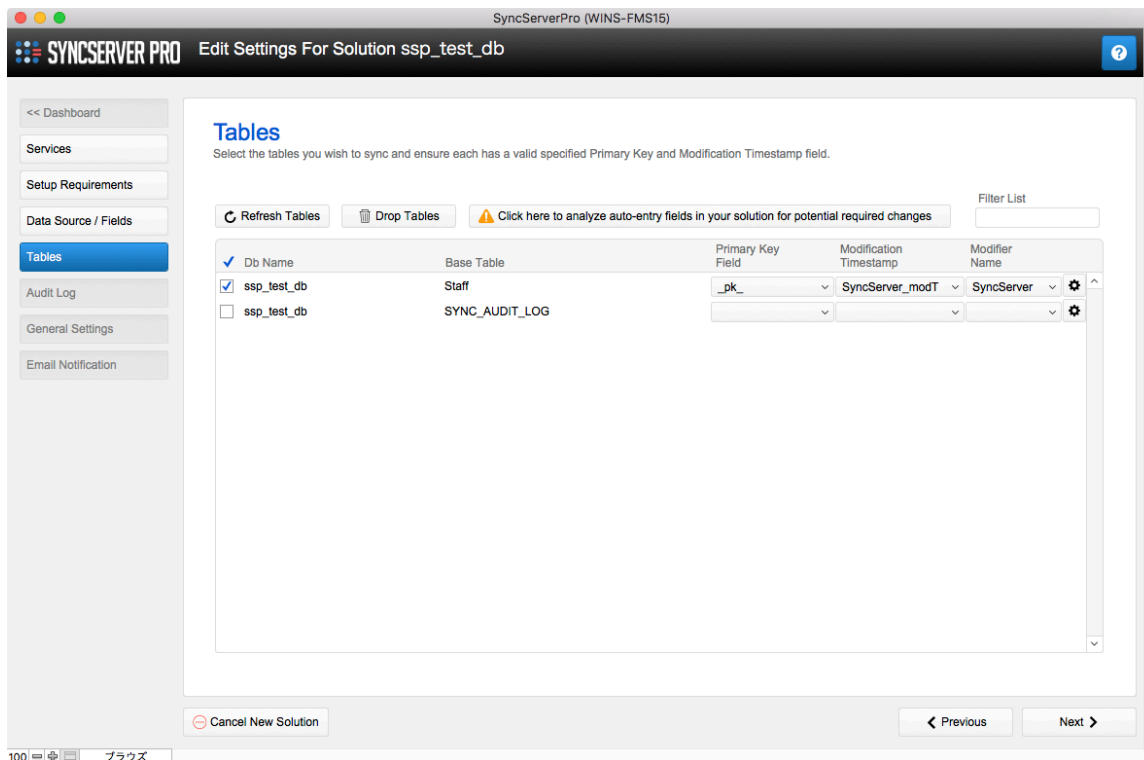 SyncServerPro (WINS-FMS15)
SYNCSERVER PRO
Edit Settings For Solution ssp_test_db
<< Dashboard
Services
Setup Requirements
Data Source / Fields
Tables
Audit Log
General Settings
Email Notification
Tables
Select the tables you wish to sync and ensure each has a valid specified Primary Key and Modification Timestamp field.
Refresh Tables
Drop Tables
Click here to analyze auto-entry fields in your solution for potential required changes
Filter List
Db Name
Base Table
Primary Key
Field
Modification
Timestamp
Modifier
Name
ssp_test_db Staff _pk_ SyncServer_modT SyncServer
ssp_test_db SYNC_AUDIT_LOG
Cancel New Solution
Previous
Next
100
ブラウズ